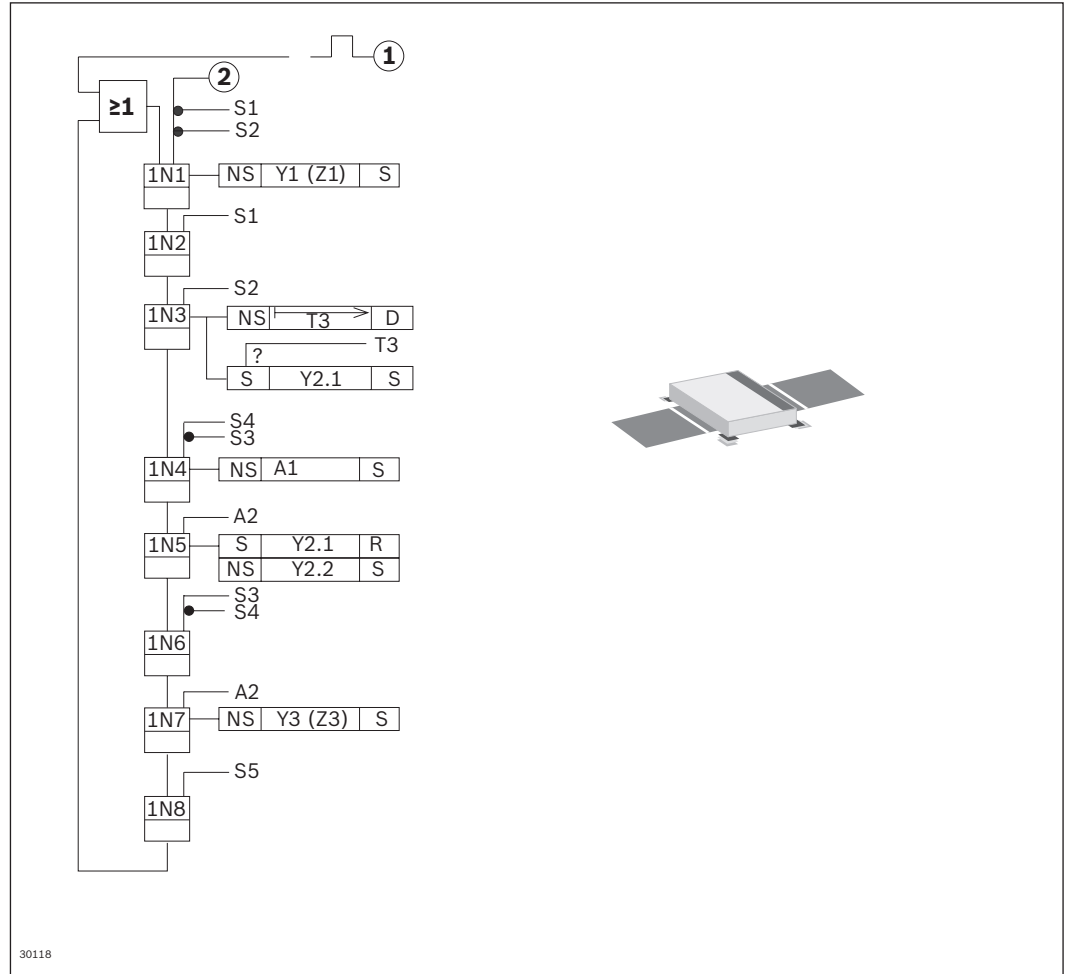 1
2
≥1
S1
S2
1N1 NS Y1 (Z1) S
S1
1N2
S2
1N3 NS T3 D
T3
?
S Y2.1 S
S4
S3
1N4 NS A1 S
A2
1N5 S Y2.1 R
NS Y2.2 S
S3
S4
1N6
A2
1N7 NS Y3 (Z3) S
S5
1N8
30118